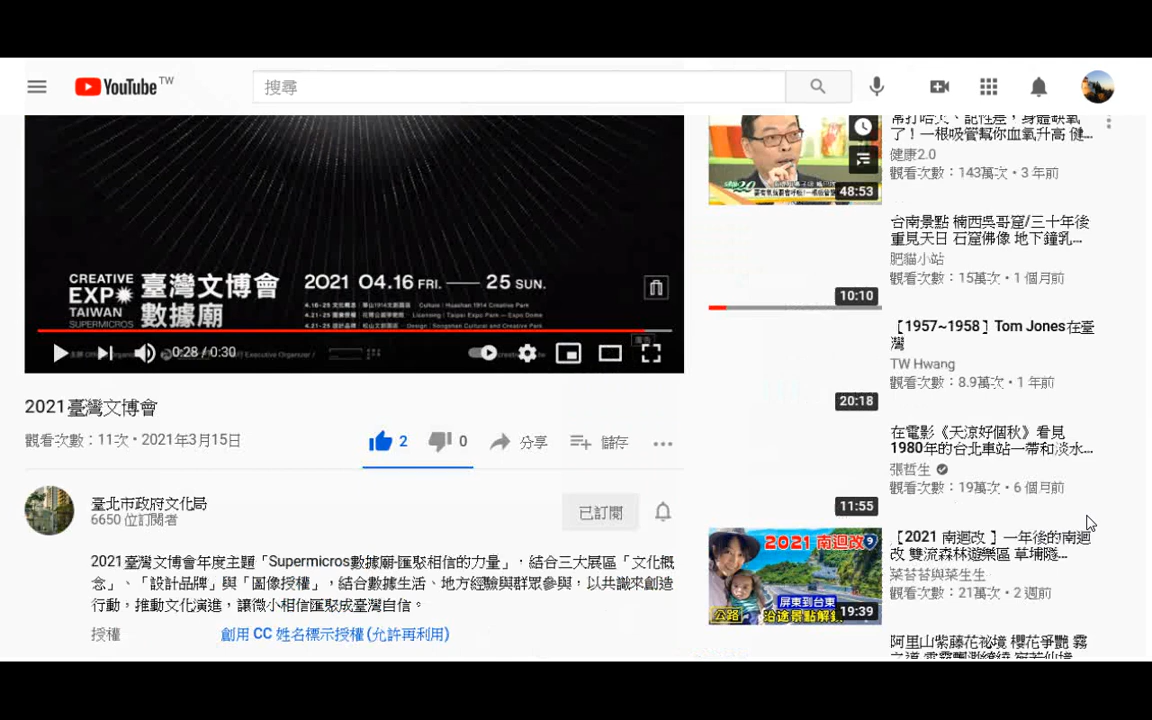 YouTube TW
搜尋
CREATIVE
EXPO
TAIWAN
SUPERMICROS
臺灣文博會
數據廟
2021 04.16 FRI. — 25 SUN.
0:28 / 0:30
2021臺灣文博會
觀看次數：11次 • 2021年3月15日
2
0
分享
儲存
臺北市政府文化局
6650 位訂閱者
已訂閱
2021臺灣文博會年度主題「Supermicros數據廟-匯聚相信的力量」，結合三大展區「文化概
念」、「設計品牌」與「圖像授權」，結合數據生活、地方經驗與群眾參與，以共識來創造
行動，推動文化演進，讓微小相信匯聚成臺灣自信。
授權
創用 CC 姓名標示授權 (允許再利用)
48:53
常打哈欠、記性差，身體缺氧
了！一根吸管幫你血氧升高 健...
健康2.0
觀看次數：143萬次 • 3 年前
10:10
台南景點 楠西吳哥窟/三十年後
重見天日 石窟佛像 地下鐘乳...
肥貓小站
觀看次數：15萬次 • 1 個月前
20:18
【1957~1958】Tom Jones在臺
灣
TW Hwang
觀看次數：8.9萬次 • 1 年前
11:55
在電影《天涼好個秋》看見
1980年的台北車站一帶和淡水...
張哲生
觀看次數：19萬次 • 6 個月前
2021 南迴改 9
屏東到台東
公路
19:39
【2021 南迴改 】一年後的南迴
改 雙流森林遊樂區 草埔隧...
菜苔苔與菜生生
觀看次數：21萬次 • 2 週前
阿里山紫藤花祕境 櫻花爭艷 霧